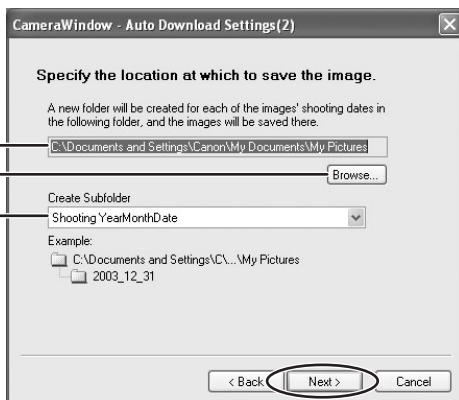 CameraWindow - Auto Download Settings(2)
Specify the location at which to save the image.
A new folder will be created for each of the images' shooting dates in
the following folder, and the images will be saved there.
C:\Documents and Settings\Canon\My Documents\My Pictures
Browse...
Create Subfolder
Shooting YearMonthDate
Example:
C:\Documents and Settings\C\...\My Pictures
2003_12_31
< Back Next > Cancel